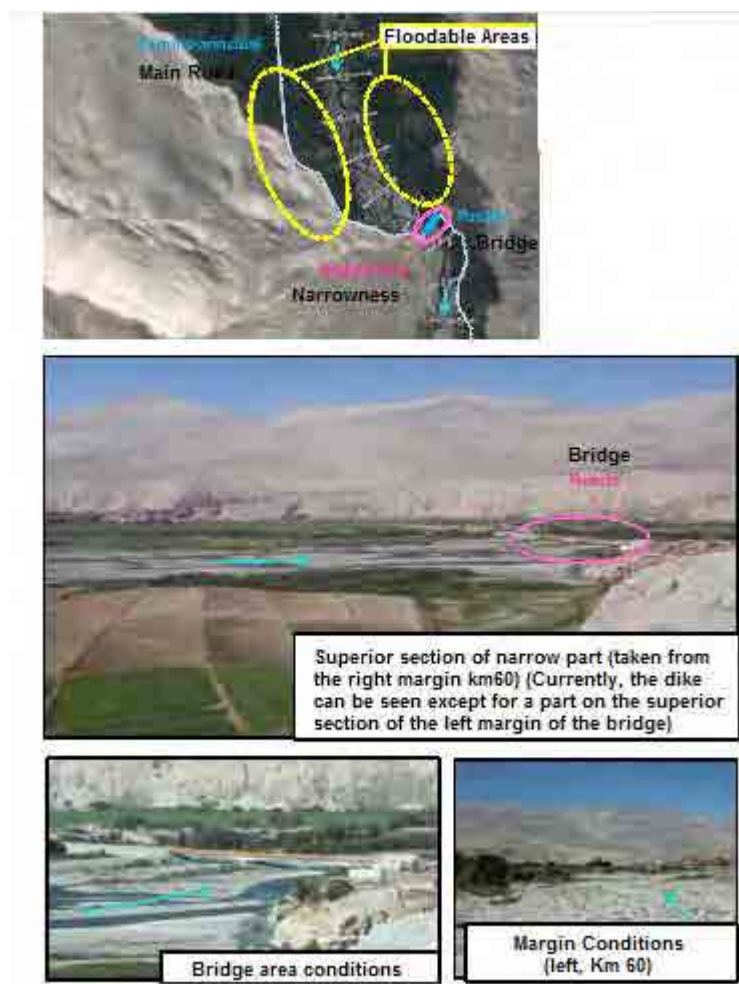 Floodable Areas
Main Road
Bridge
Narrowness
Bridge
Superior section of narrow part (taken from
the right margin km60) (Currently, the dike
can be seen except for a part on the superior
section of the left margin of the bridge)
Bridge area conditions
Margin Conditions
(left, Km 60)